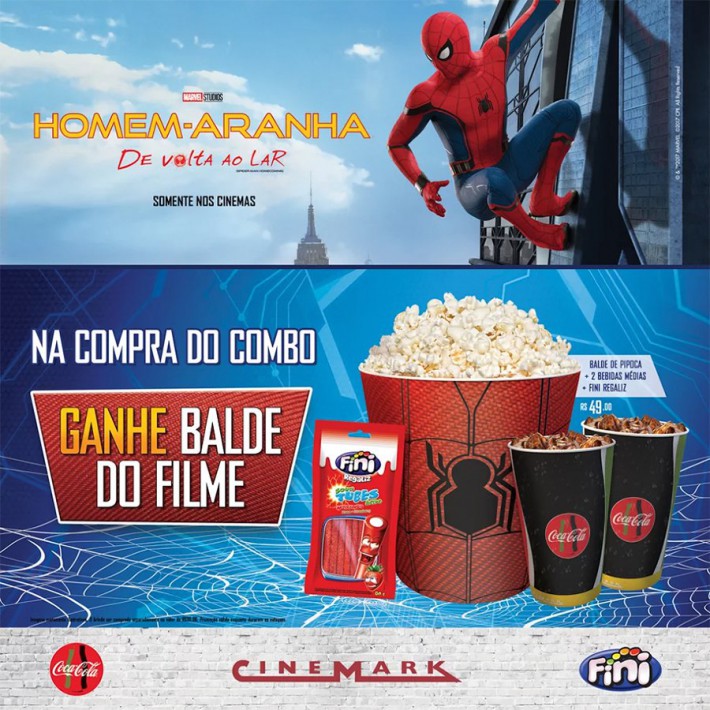 MARVEL STUDIOS
HOMEM-ARANHA
DE VOLTA AO LAR
SOMENTE NOS CINEMAS
NA COMPRA DO COMBO
GANHE BALDE
DO FILME
BALDE DE PIPOCA
+ 2 BEBIDAS MÉDIAS
+ FINI REGALIZ
R$ 49,00
Fini
REGALIZ
TUBES
Coca-Cola
Coca-Cola
Coca-Cola
CINEMARK
Fini